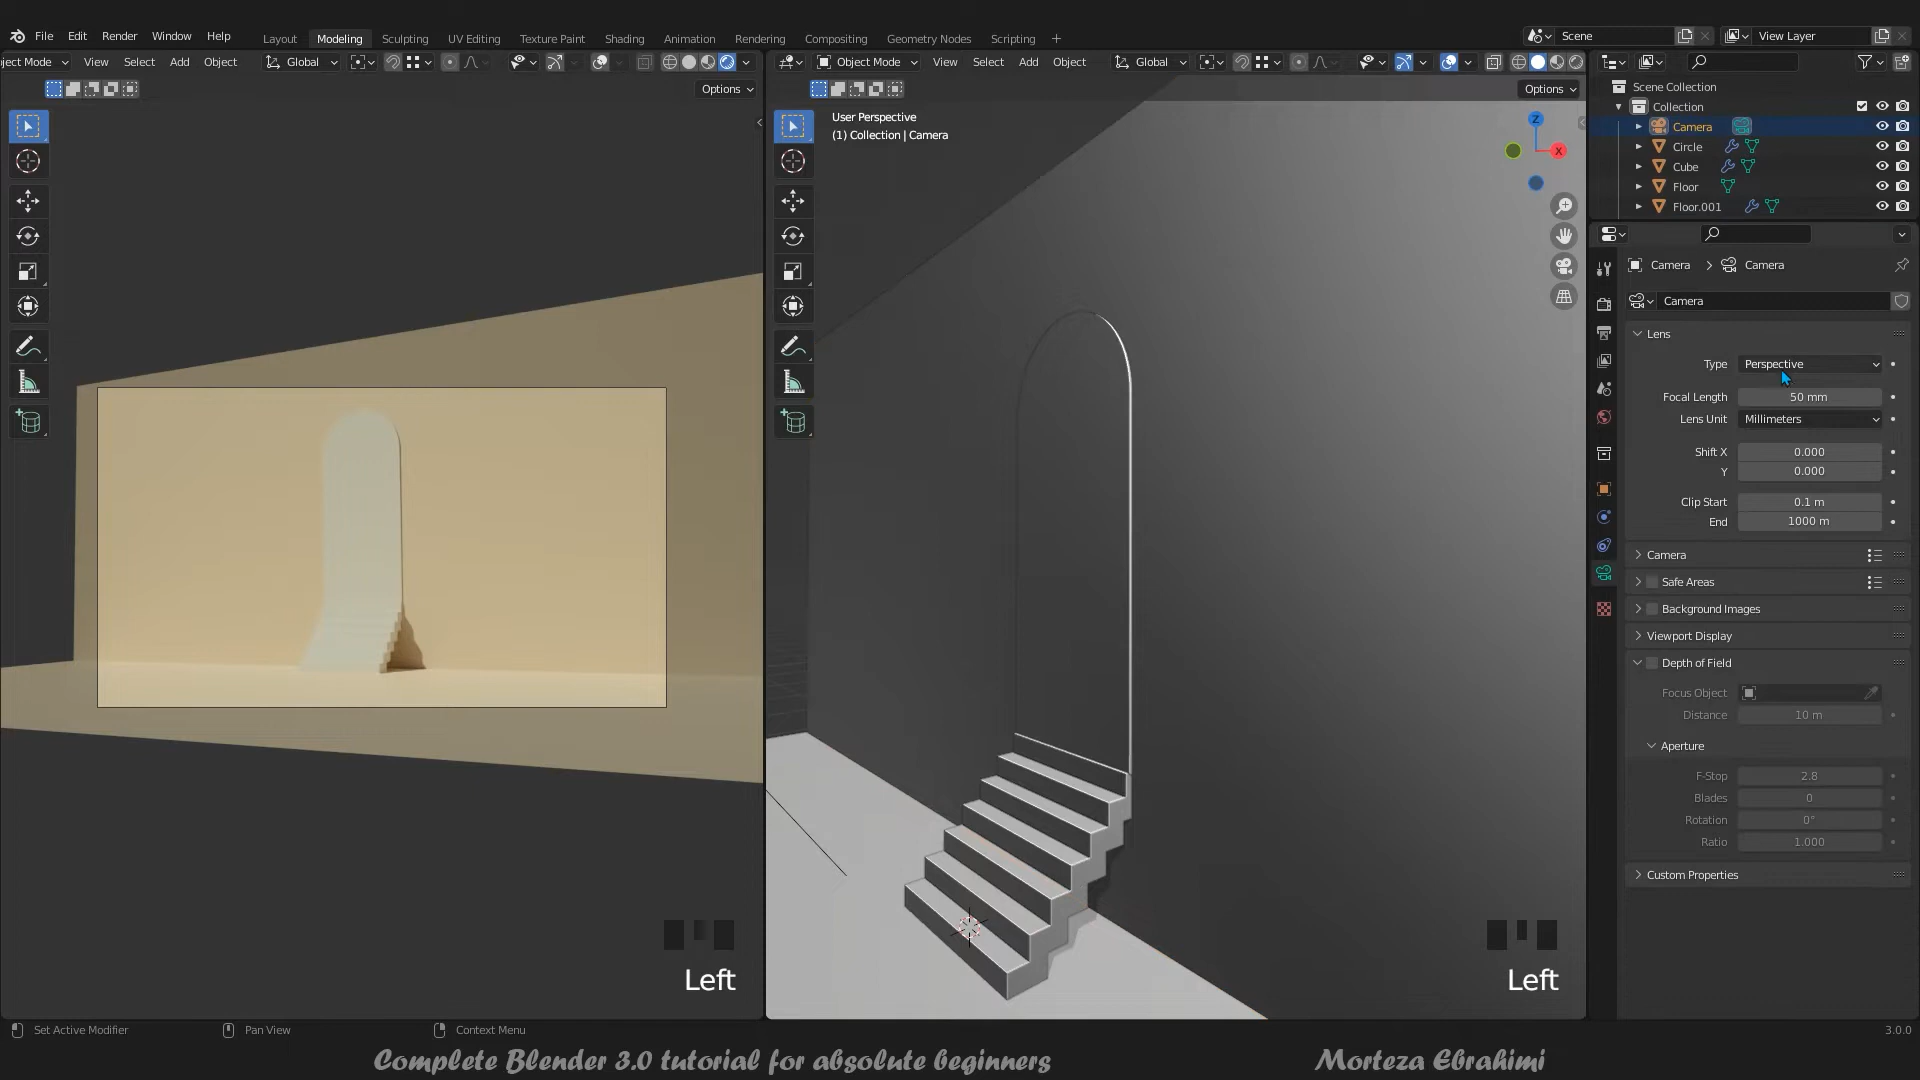 File Edit Render Window Help
Layout Modeling Sculpting UV Editing Texture Paint Shading Animation Rendering Compositing Geometry Nodes Scripting +
Scene View Layer
ject Mode View Select Add Object Global
Options
Object Mode View Select Add Object Global
Options
User Perspective
(1) Collection | Camera
Z
X
Scene Collection
Collection
Camera
Circle
Cube
Floor
Floor.001
Camera > Camera
Camera
Lens
Type Perspective
Focal Length 50 mm
Lens Unit Millimeters
Shift X 0.000
Y 0.000
Clip Start 0.1 m
End 1000 m
Camera
Safe Areas
Background Images
Viewport Display
Depth of Field
Focus Object
Distance 10 m
Aperture
F-Stop 2.8
Blades 0
Rotation 0°
Ratio 1.000
Custom Properties
Left
Left
Set Active Modifier Pan View Context Menu 3.0.0
Complete Blender 3.0 tutorial for absolute beginners Morteza Ebrahimi